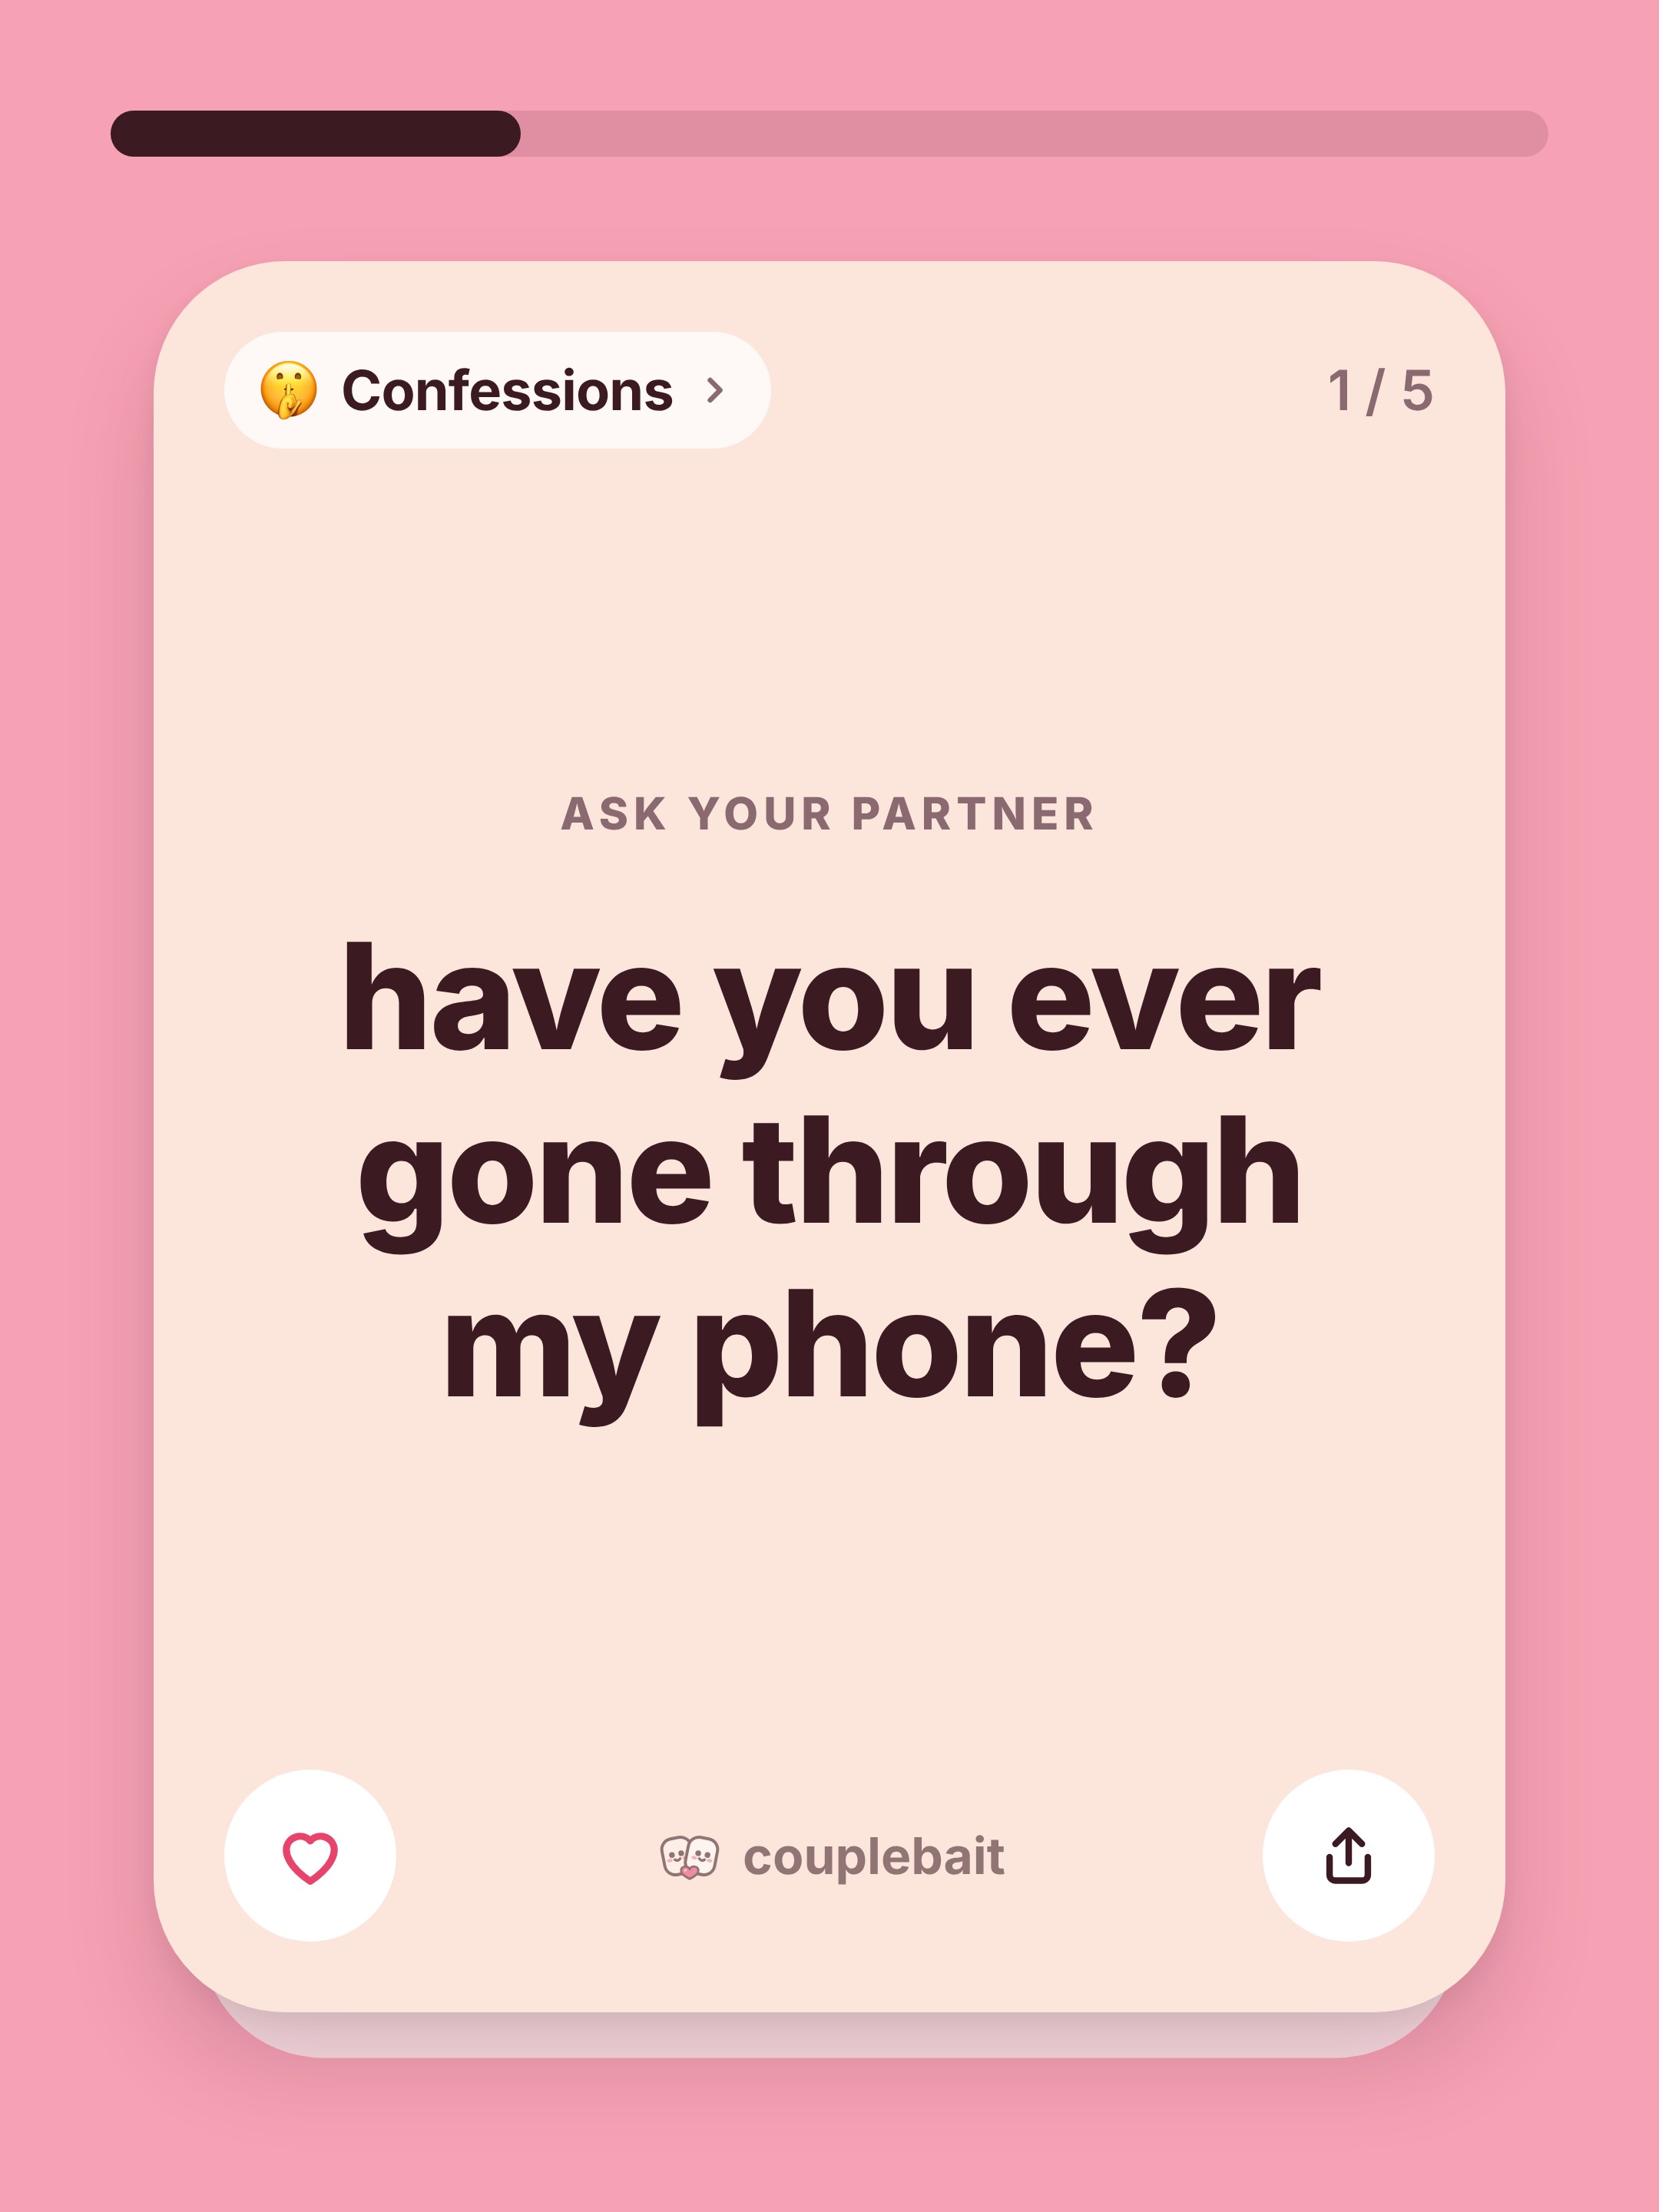 🤫 Confessions
1 / 5
ASK YOUR PARTNER
have you ever
gone through
my phone?
couplebait